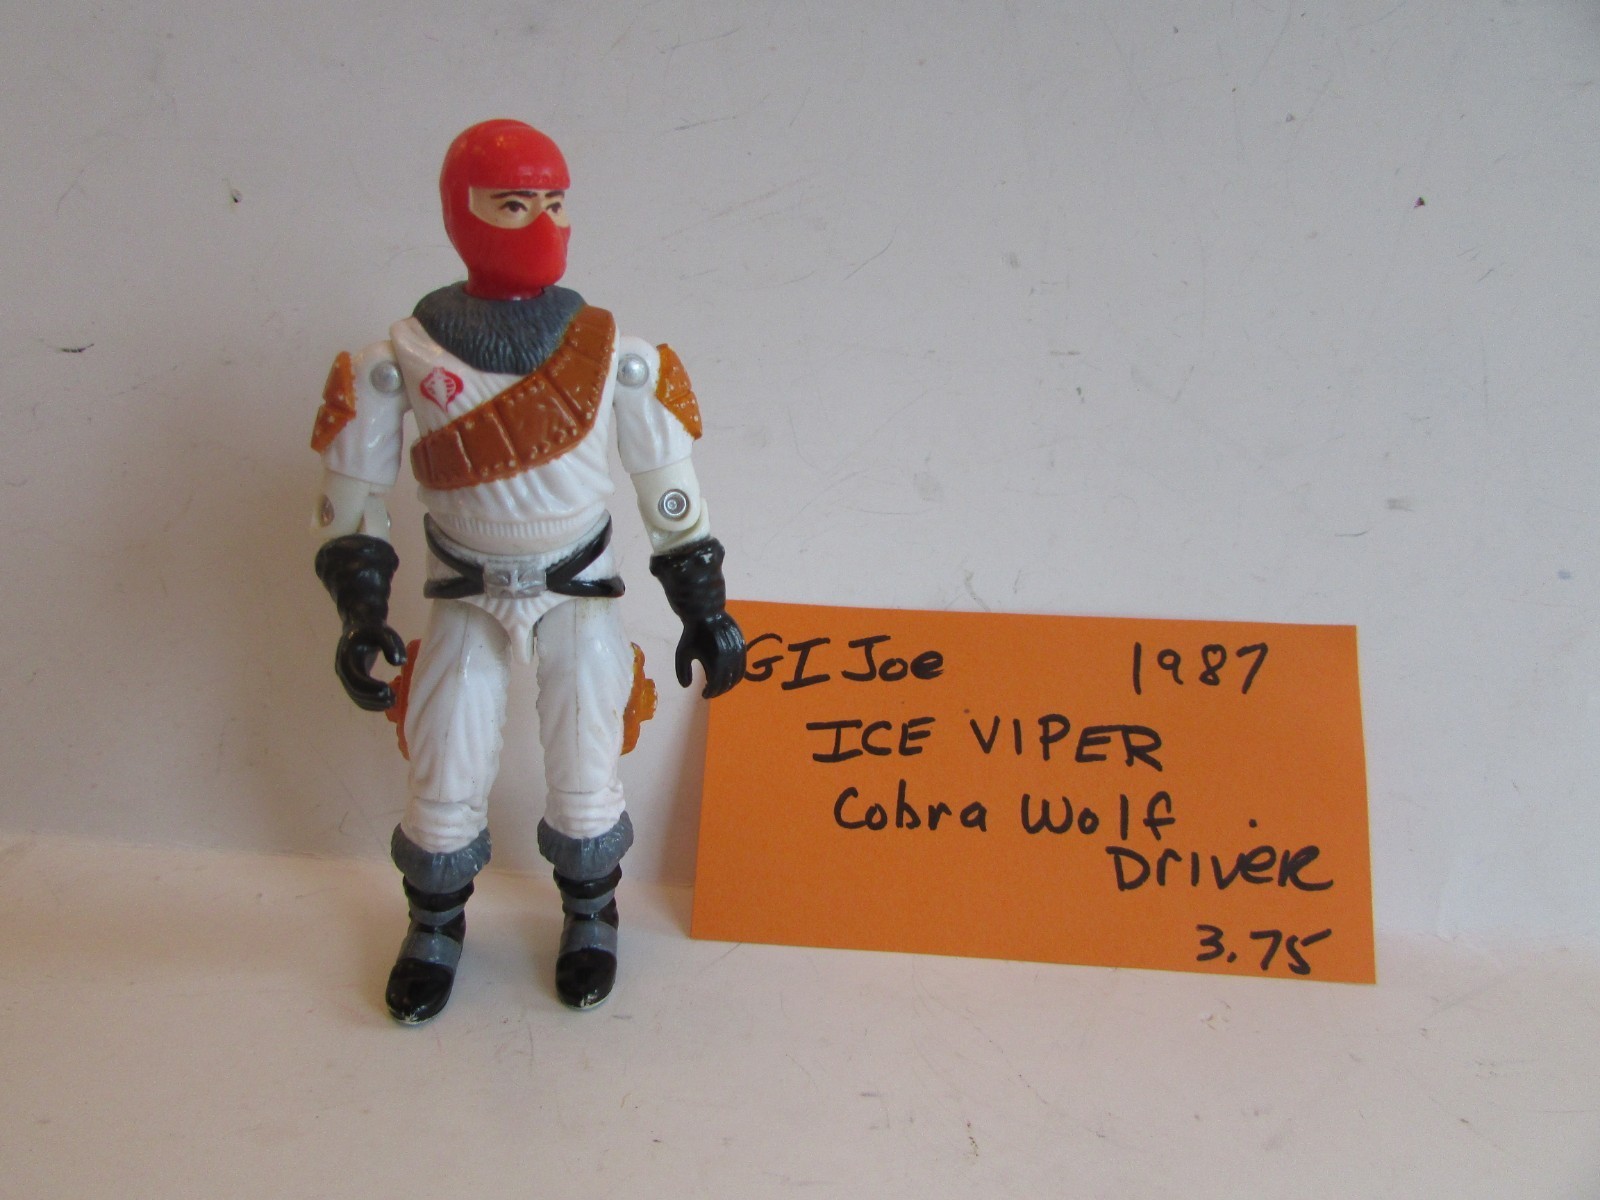 GI Joe 1987
ICE VIPER
Cobra Wolf
Driver
3.75